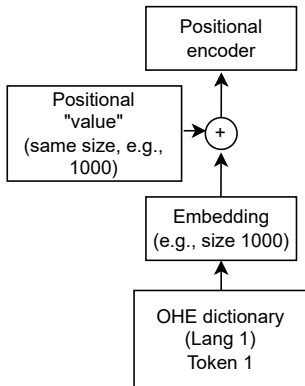 Positional
encoder
Positional
"value"
(same size, e.g.,
1000)
+
Embedding
(e.g., size 1000)
OHE dictionary
(Lang 1)
Token 1